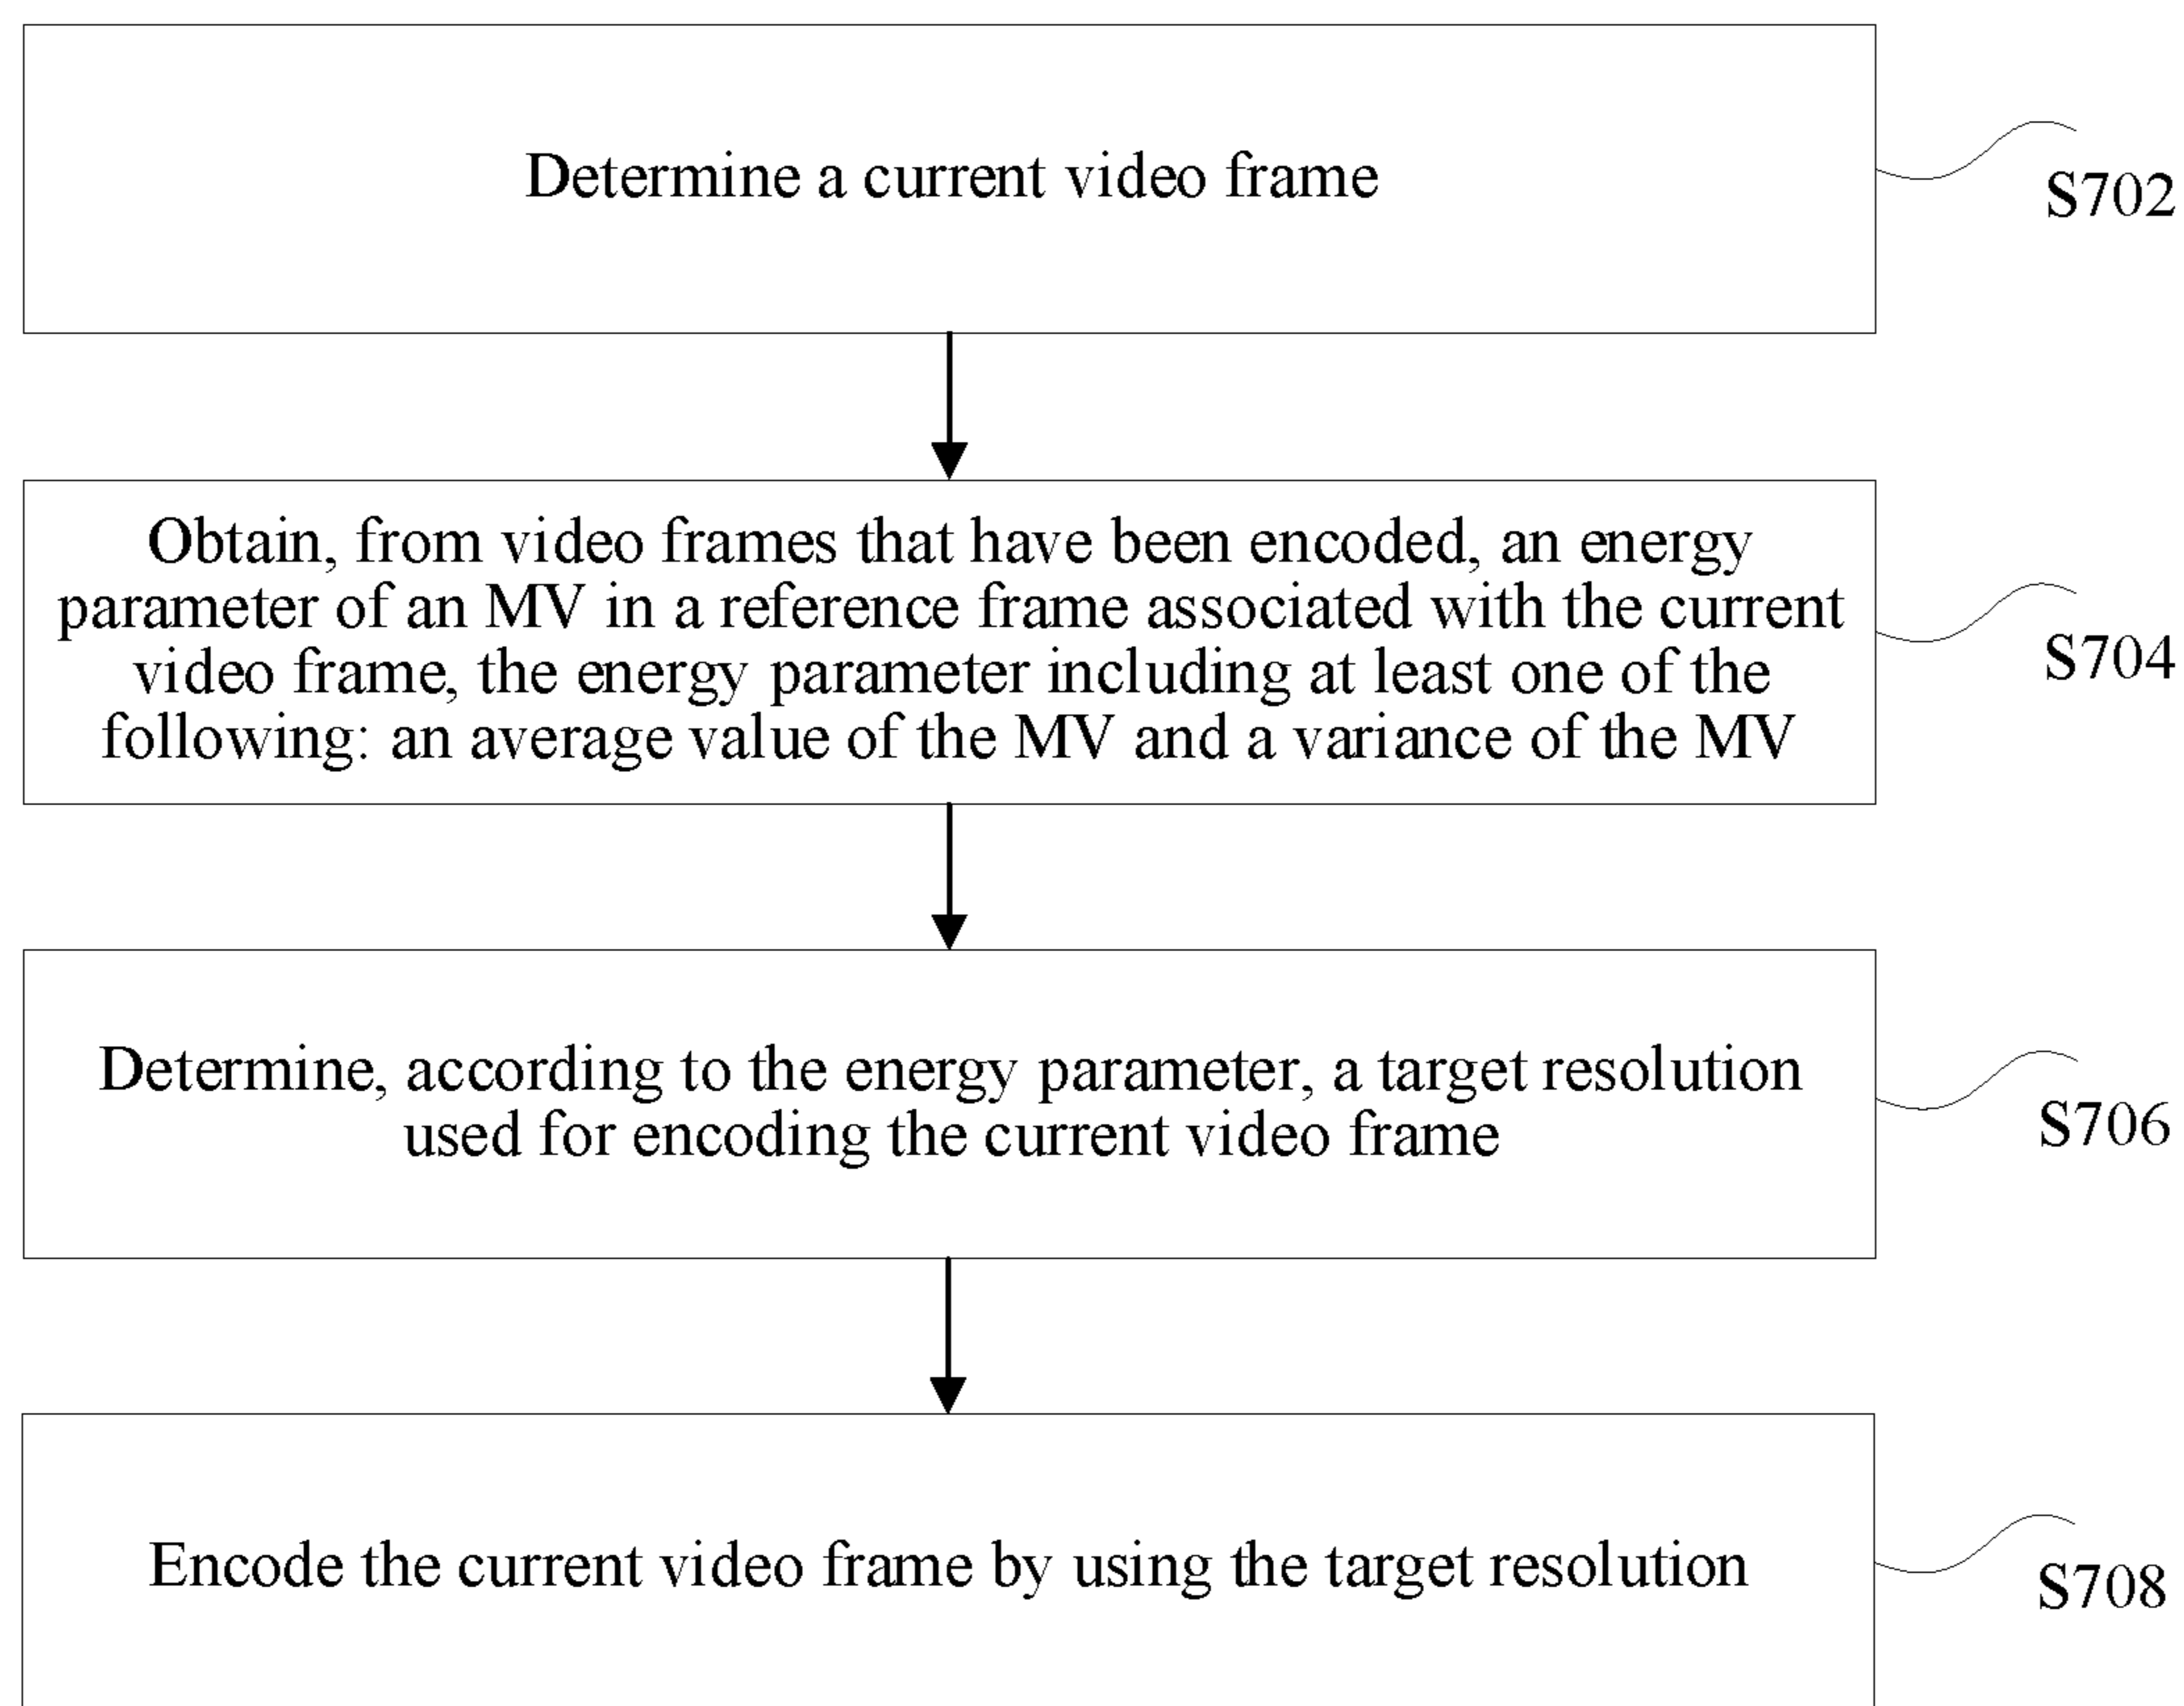 Determine a current video frame
S702
Obtain, from video frames that have been encoded, an energy
parameter of an MV in a reference frame associated with the current
video frame, the energy parameter including at least one of the
following: an average value of the MV and a variance of the MV
S704
Determine, according to the energy parameter, a target resolution
used for encoding the current video frame
S706
Encode the current video frame by using the target resolution
S708